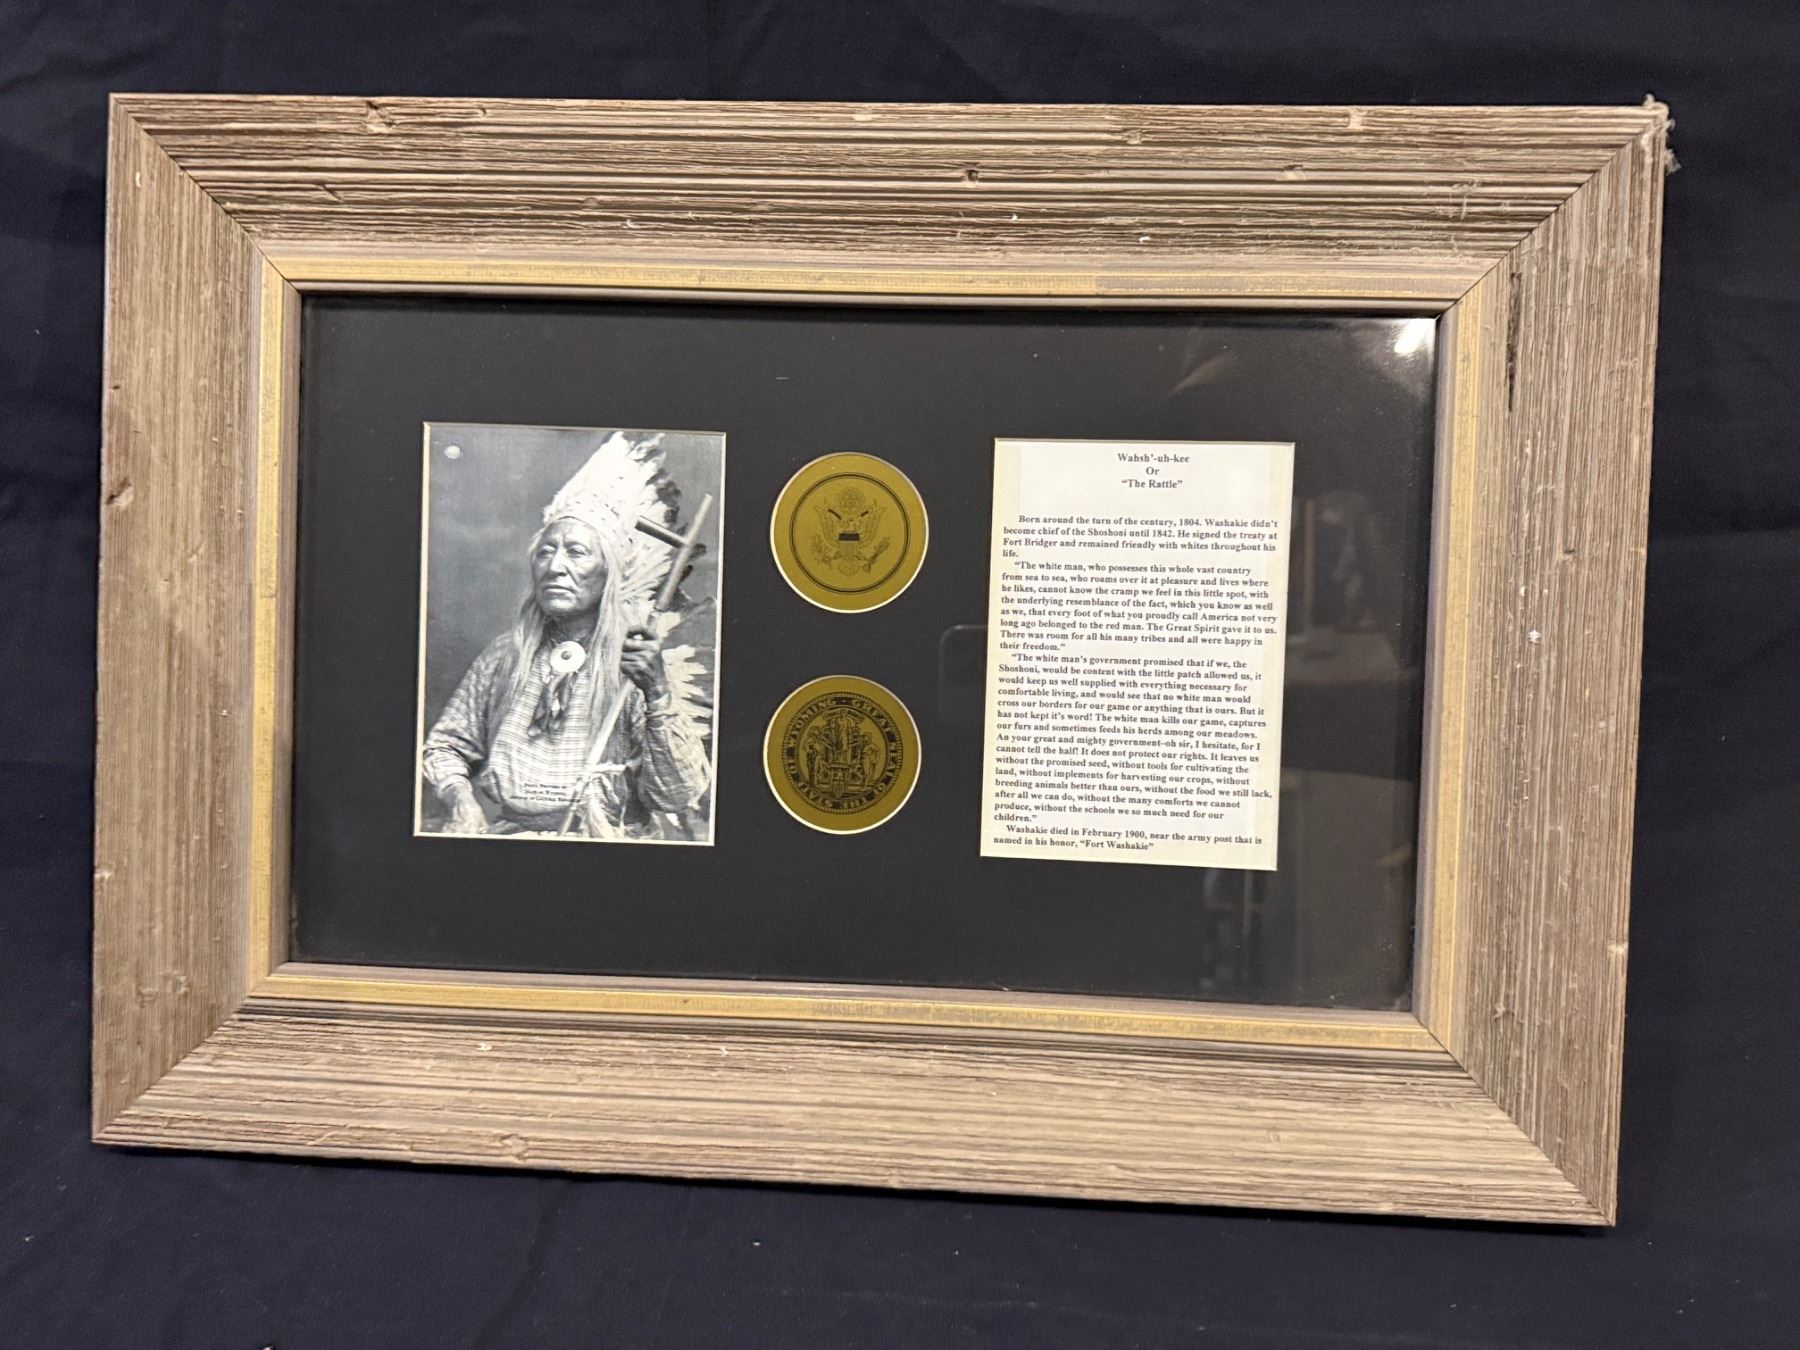 PHOTO PROVIDED BY
STATE OF WYOMING,
Wahsh'-uh-kee
Or
"The Rattle"
Born around the turn of the century, 1804. Washakie didn't
become chief of the Shoshoni until 1842. He signed the treaty at
Fort Bridger and remained friendly with whites throughout his
life.
"The white man, who possesses this whole vast country
from sea to sea, who roams over it at pleasure and lives where
he likes, cannot know the cramp we feel in this little spot, with
the underlying resemblance of the fact, which you know as well
as we, that every foot of what you proudly call America not very
long ago belonged to the red man. The Great Spirit gave it to us.
There was room for all his many tribes and all were happy in
their freedom."
"The white man's government promised that if we, the
Shoshoni, would be content with the little patch allowed us, it
would keep us well supplied with everything necessary for
comfortable living, and would see that no white man would
cross our borders for our game or anything that is ours. But it
has not kept it's word! The white man kills our game, captures
our furs and sometimes feeds his herds among our meadows.
An your great and mighty government–oh sir, I hesitate, for I
cannot tell the half! It does not protect our rights. It leaves us
without the promised seed, without tools for cultivating the
land, without implements for harvesting our crops, without
breeding animals better than ours, without the food we still lack,
after all we can do, without the many comforts we cannot
produce, without the schools we so much need for our
children."
Washakie died in February 1900, near the army post that is
named in his honor, "Fort Washakie"
GREAT SEAL OF THE STATE OF WYOMING